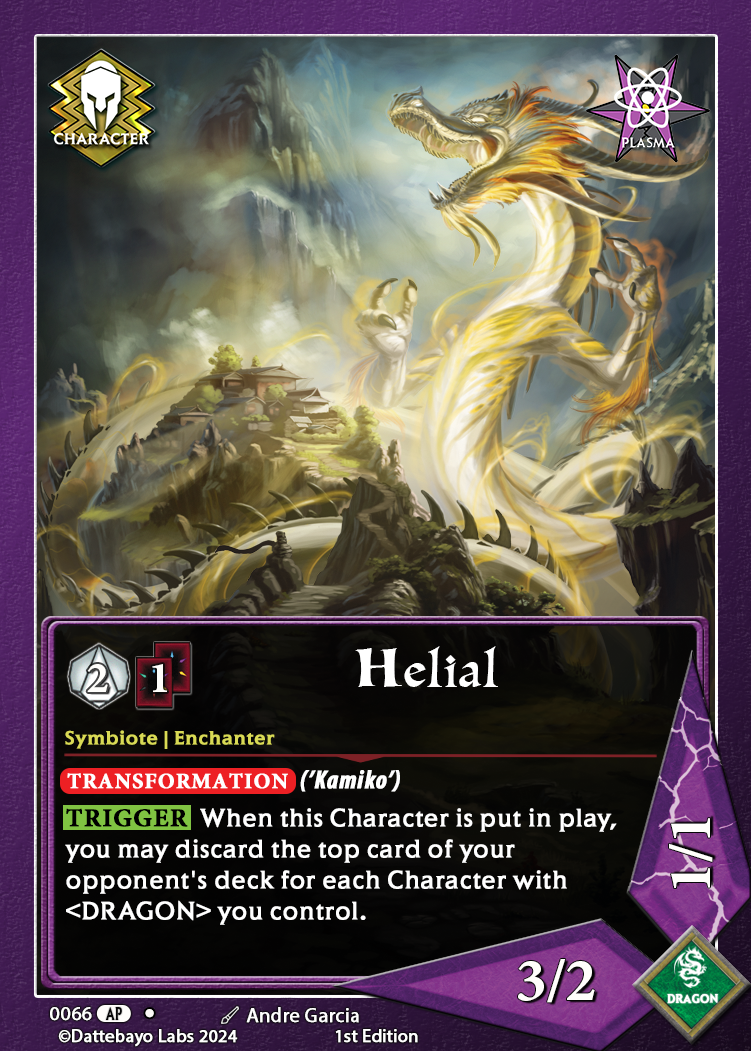 CHARACTER
PLASMA
2 1 Helial
Symbiote | Enchanter
TRANSFORMATION ('Kamiko')
TRIGGER When this Character is put in play,
you may discard the top card of your
opponent's deck for each Character with
<DRAGON> you control.
1/1
3/2
DRAGON
0066 AP • Andre Garcia
©Dattebayo Labs 2024 1st Edition